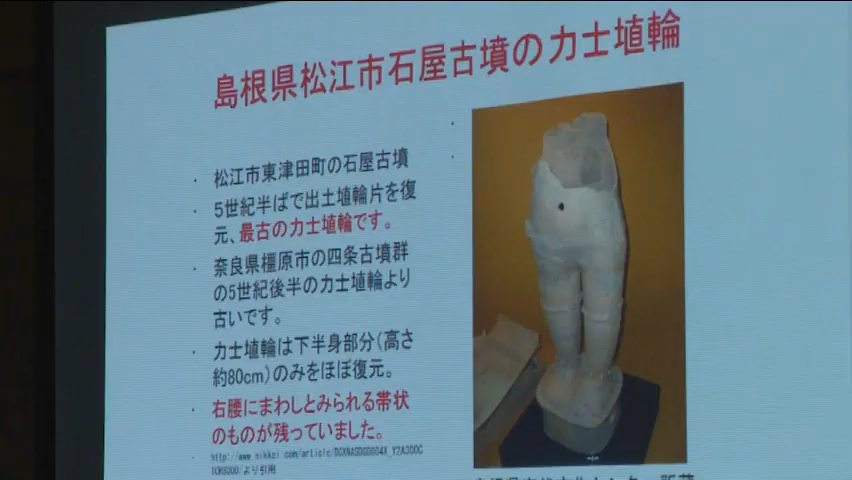 島根県松江市石屋古墳の力士埴輪
・松江市東津田町の石屋古墳
・5世紀半ばで出土埴輪片を復
元、最古の力士埴輪です。
・奈良県橿原市の四条古墳群
の5世紀後半の力士埴輪より
古いです。
・力士埴輪は下半身部分(高さ
約80cm)のみをほぼ復元。
・右腰にまわしとみられる帯状
のものが残っていました。
より引用